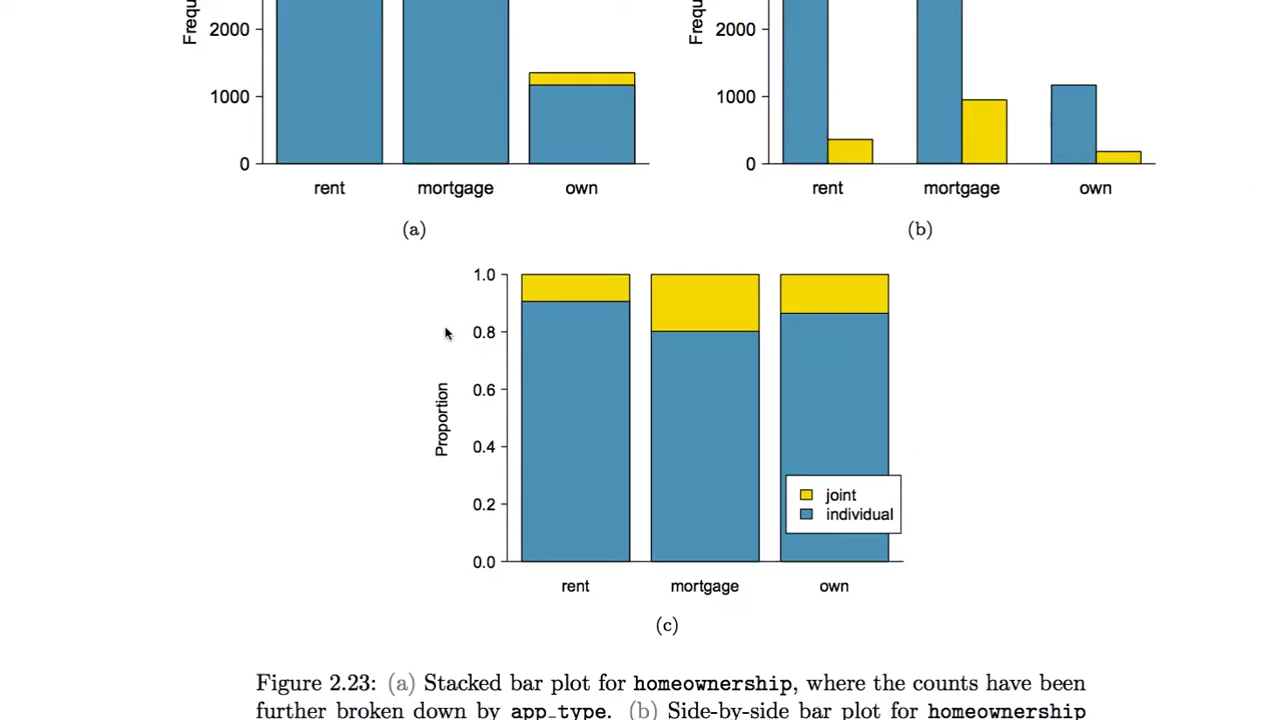 2000
1000
0
rent mortgage own
(a)
2000
1000
0
rent mortgage own
(b)
1.0
0.8
0.6
0.4
0.2
0.0
Proportion
joint
individual
rent mortgage own
(c)
Figure 2.23: (a) Stacked bar plot for homeownership, where the counts have been
further broken down by app_type. (b) Side-by-side bar plot for homeownership